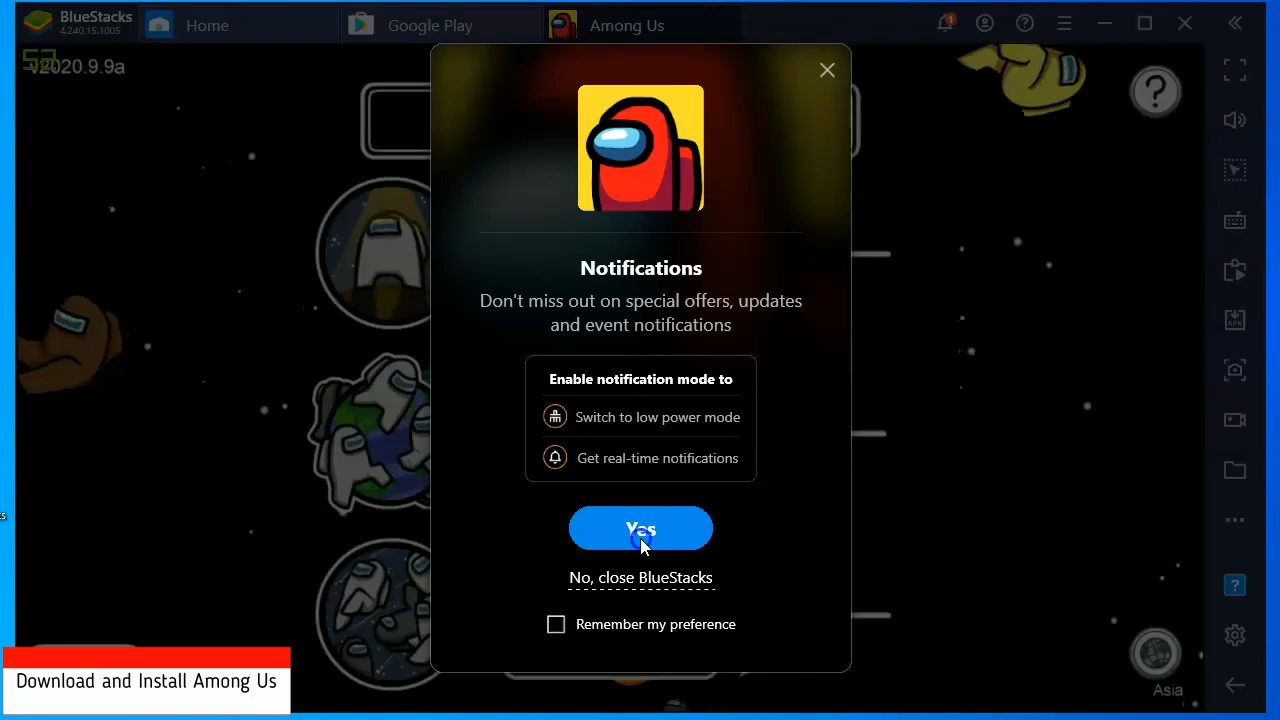 BlueStacks
4.240.15.1005
Home
Google Play
Among Us
1
52
v2020.9.9a
?
Notifications
Don't miss out on special offers, updates
and event notifications
Enable notification mode to
Switch to low power mode
Get real-time notifications
Yes
No, close BlueStacks
Remember my preference
Asia
Download and Install Among Us